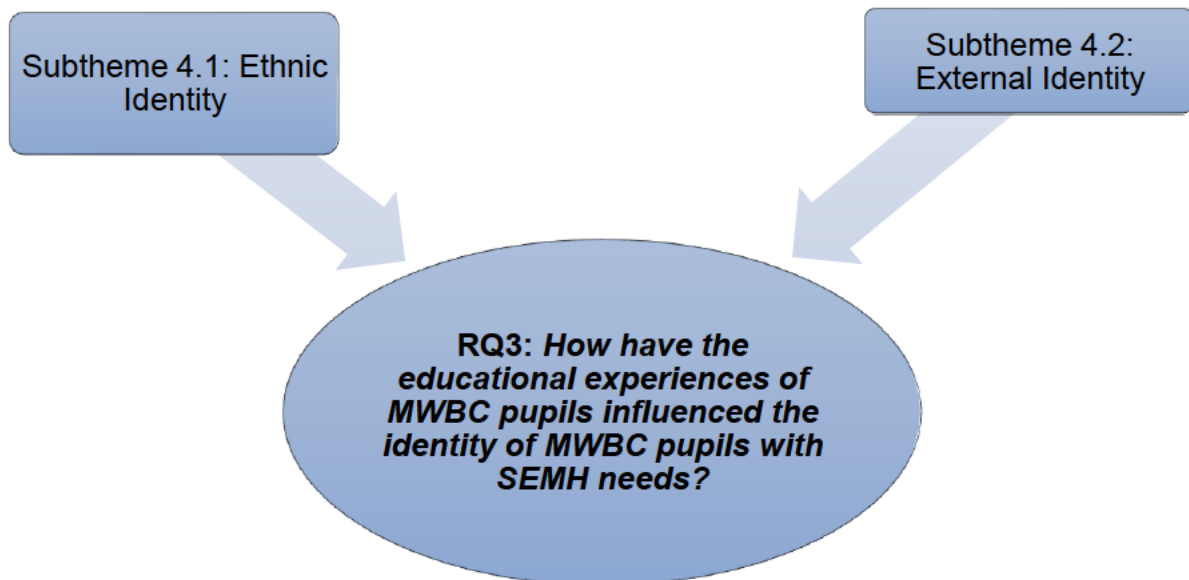 Subtheme 4.1: Ethnic
Identity
Subtheme 4.2:
External Identity
RQ3: How have the
educational experiences of
MWBC pupils influenced the
identity of MWBC pupils with
SEMH needs?